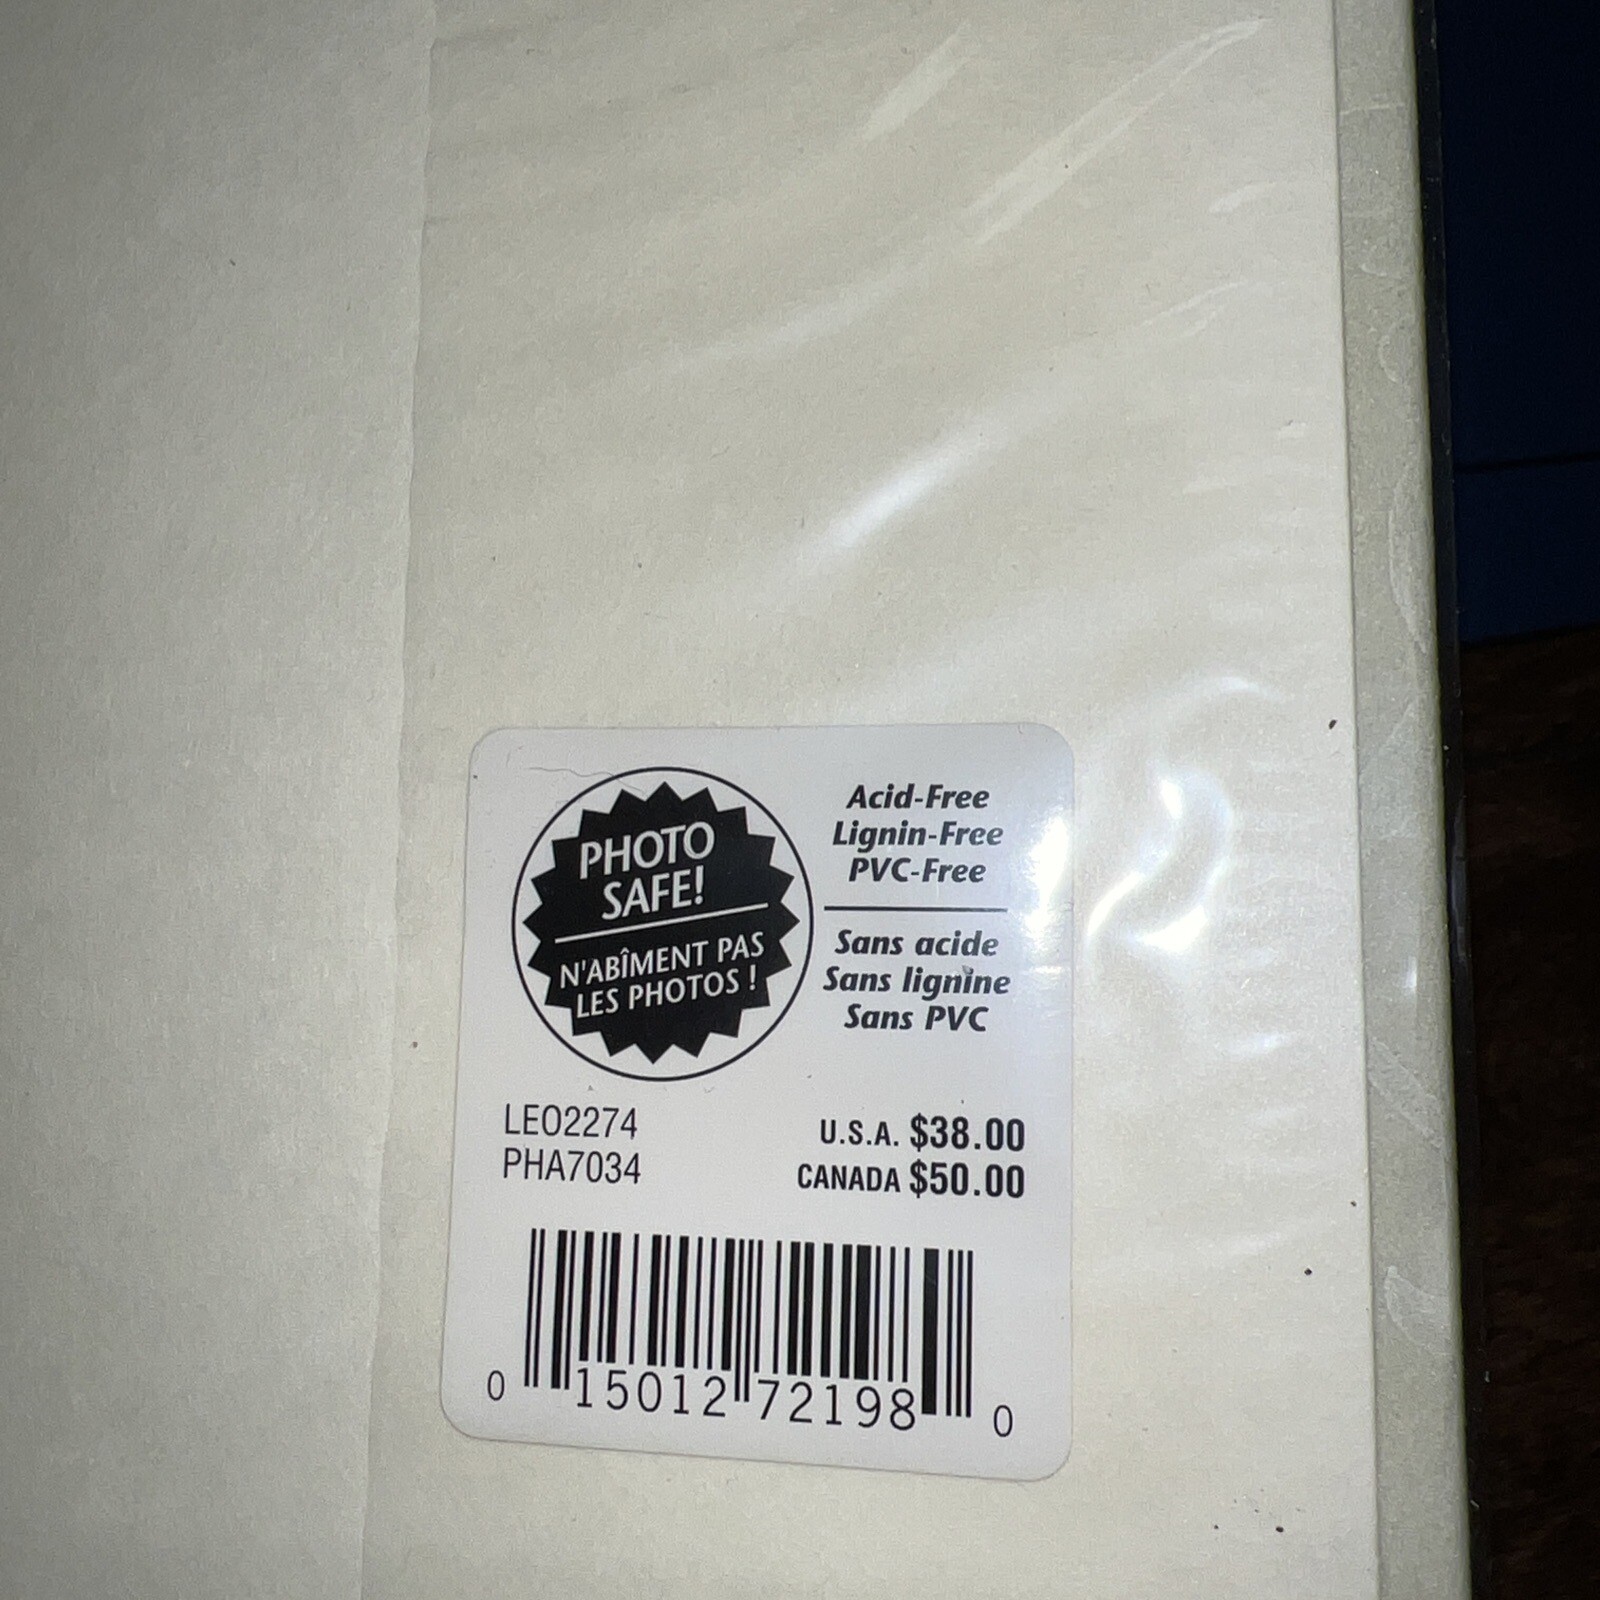 PHOTO
SAFE!
N'ABÎMENT PAS
LES PHOTOS !
Acid-Free
Lignin-Free
PVC-Free
Sans acide
Sans lignine
Sans PVC
LEO2274
PHA7034
U.S.A. $38.00
CANADA $50.00
0 15012 72198 0